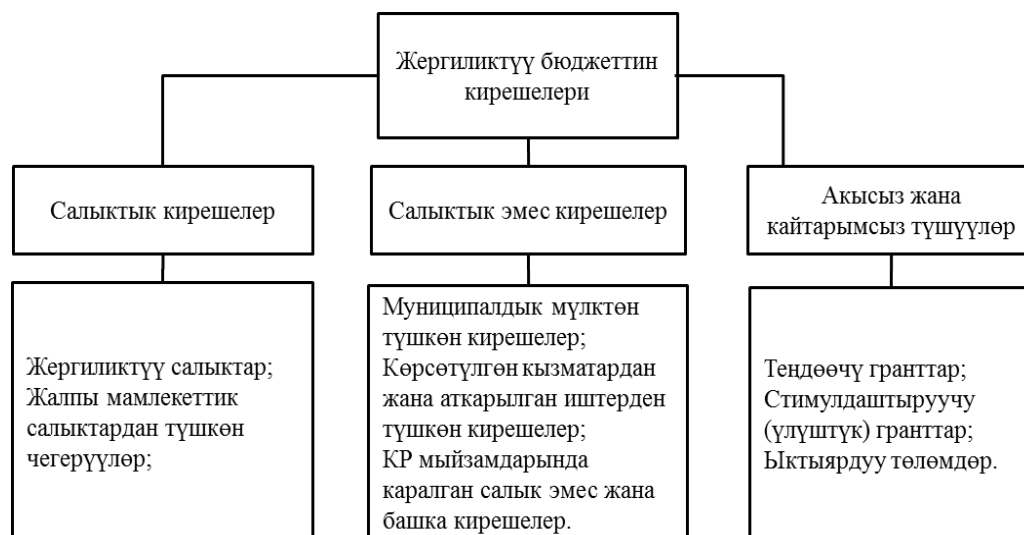 Жергиликтүү бюджеттин
кирешелери
Салыктык кирешелер
Салыктык эмес кирешелер
Акысыз жана
кайтарымсыз түшүүлөр
Жергиликтүү салыктар;
Жалпы мамлекеттик
салыктардан түшкөн
чегерүүлөр;
Муниципалдык мүлктөн
түшкөн кирешелер;
Көрсөтүлгөн кызматардан
жана аткарылган иштерден
түшкөн кирешелер;
КР мыйзамдарында
каралган салык эмес жана
башка кирешелер.
Теңдөөчү гранттар;
Стимулдаштыруучу
(үлүштүк) гранттар;
Ыктыярдуу төлөмдөр.